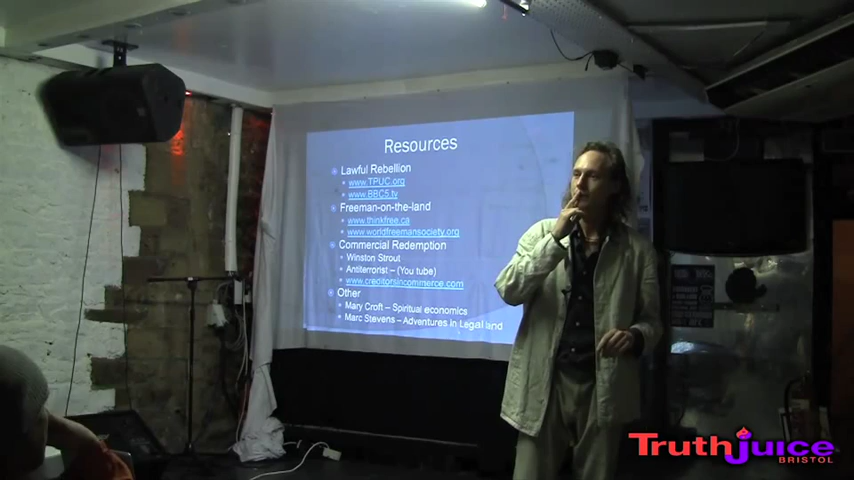 Resources
Lawful Rebellion
www.TPUC.org
www.BBC5.tv
Freeman-on-the-land
www.thinkfree.ca
www.worldfreemansociety.org
Commercial Redemption
Winston Strout
Antiterrorist – (You tube)
www.creditorsincommerce.com
Other
Mary Croft – Spiritual economics
Marc Stevens – Adventures in Legal land
Truthjuice
BRISTOL